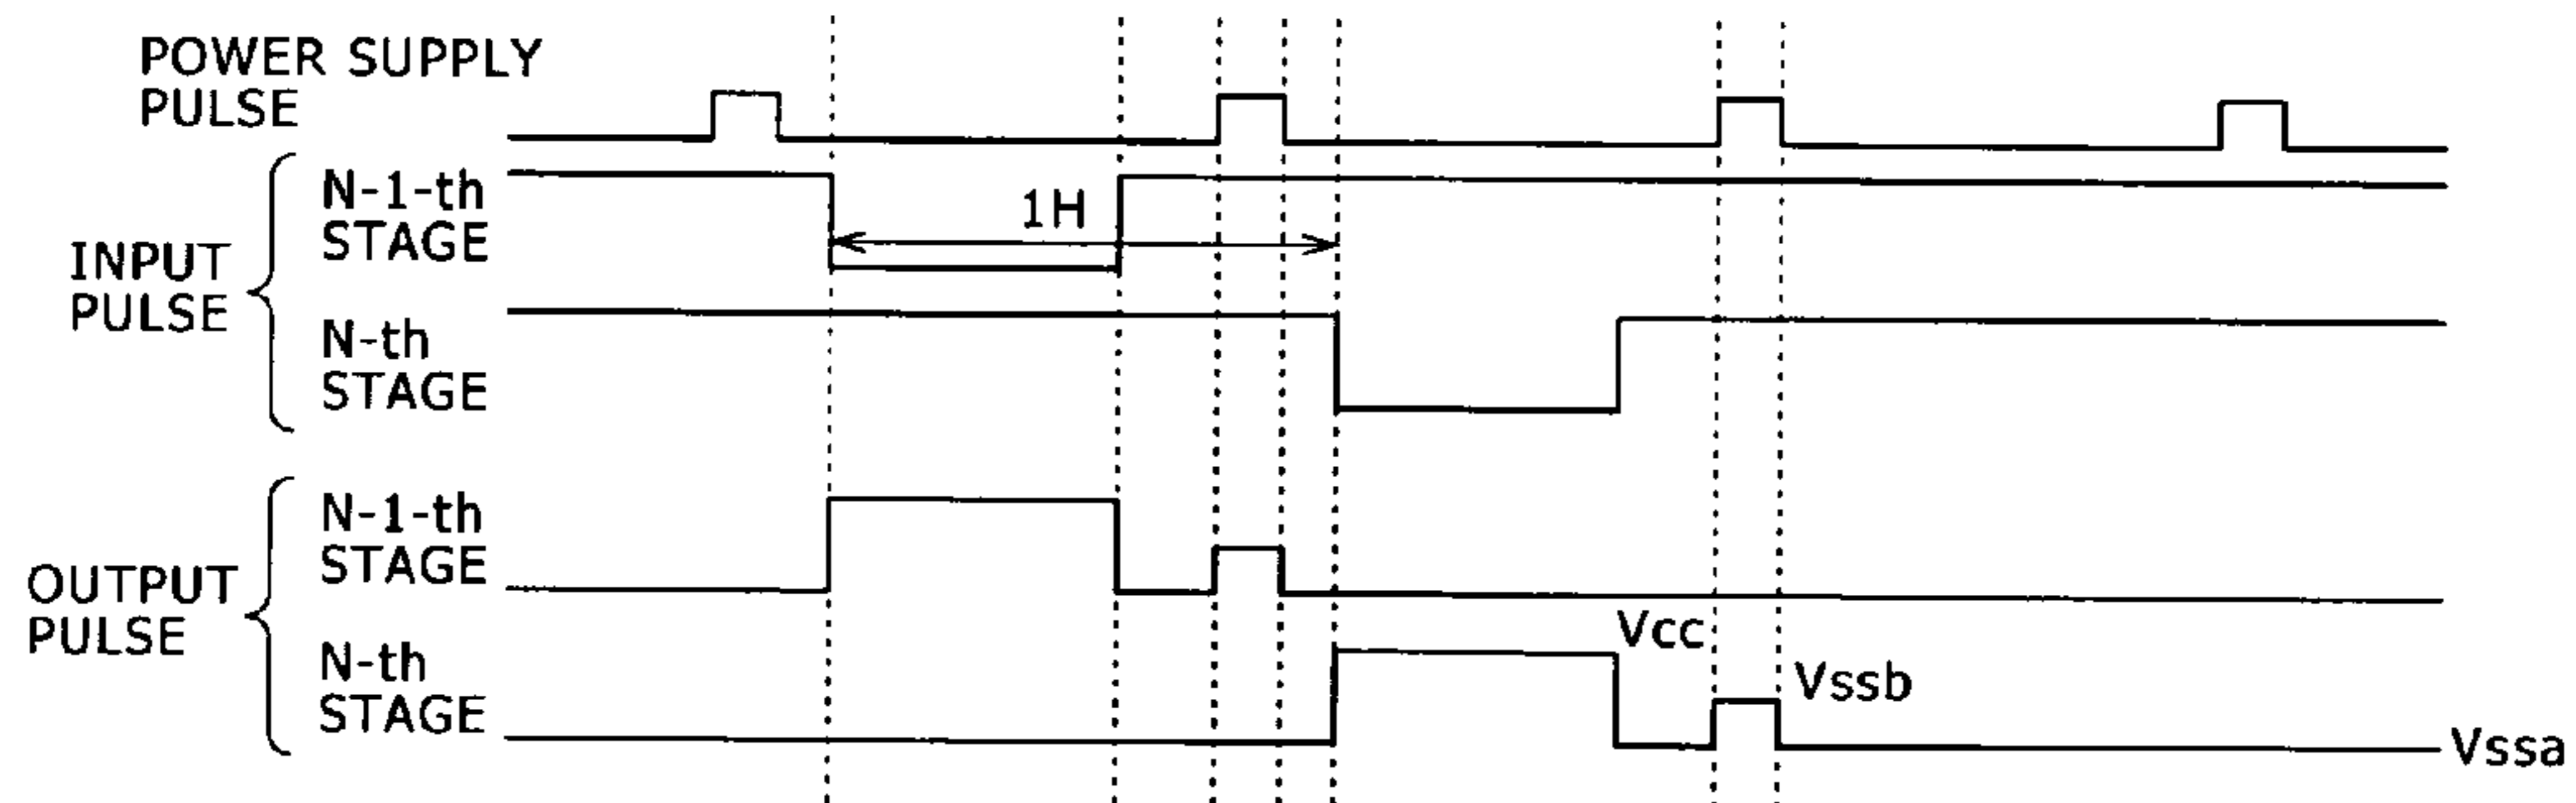 POWER SUPPLY
PULSE
INPUT
PULSE
N-1-th
STAGE
1H
N-th
STAGE
OUTPUT
PULSE
N-1-th
STAGE
N-th
STAGE
Vcc
Vssb
Vssa